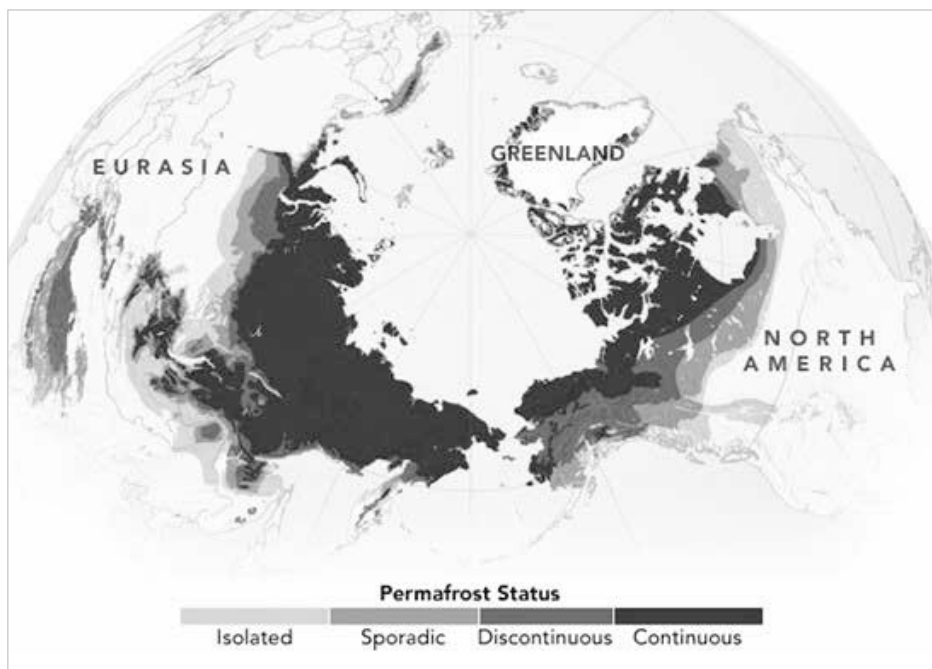 EURASIA
GREENLAND
NORTH
AMERICA
Permafrost Status
Isolated Sporadic Discontinuous Continuous